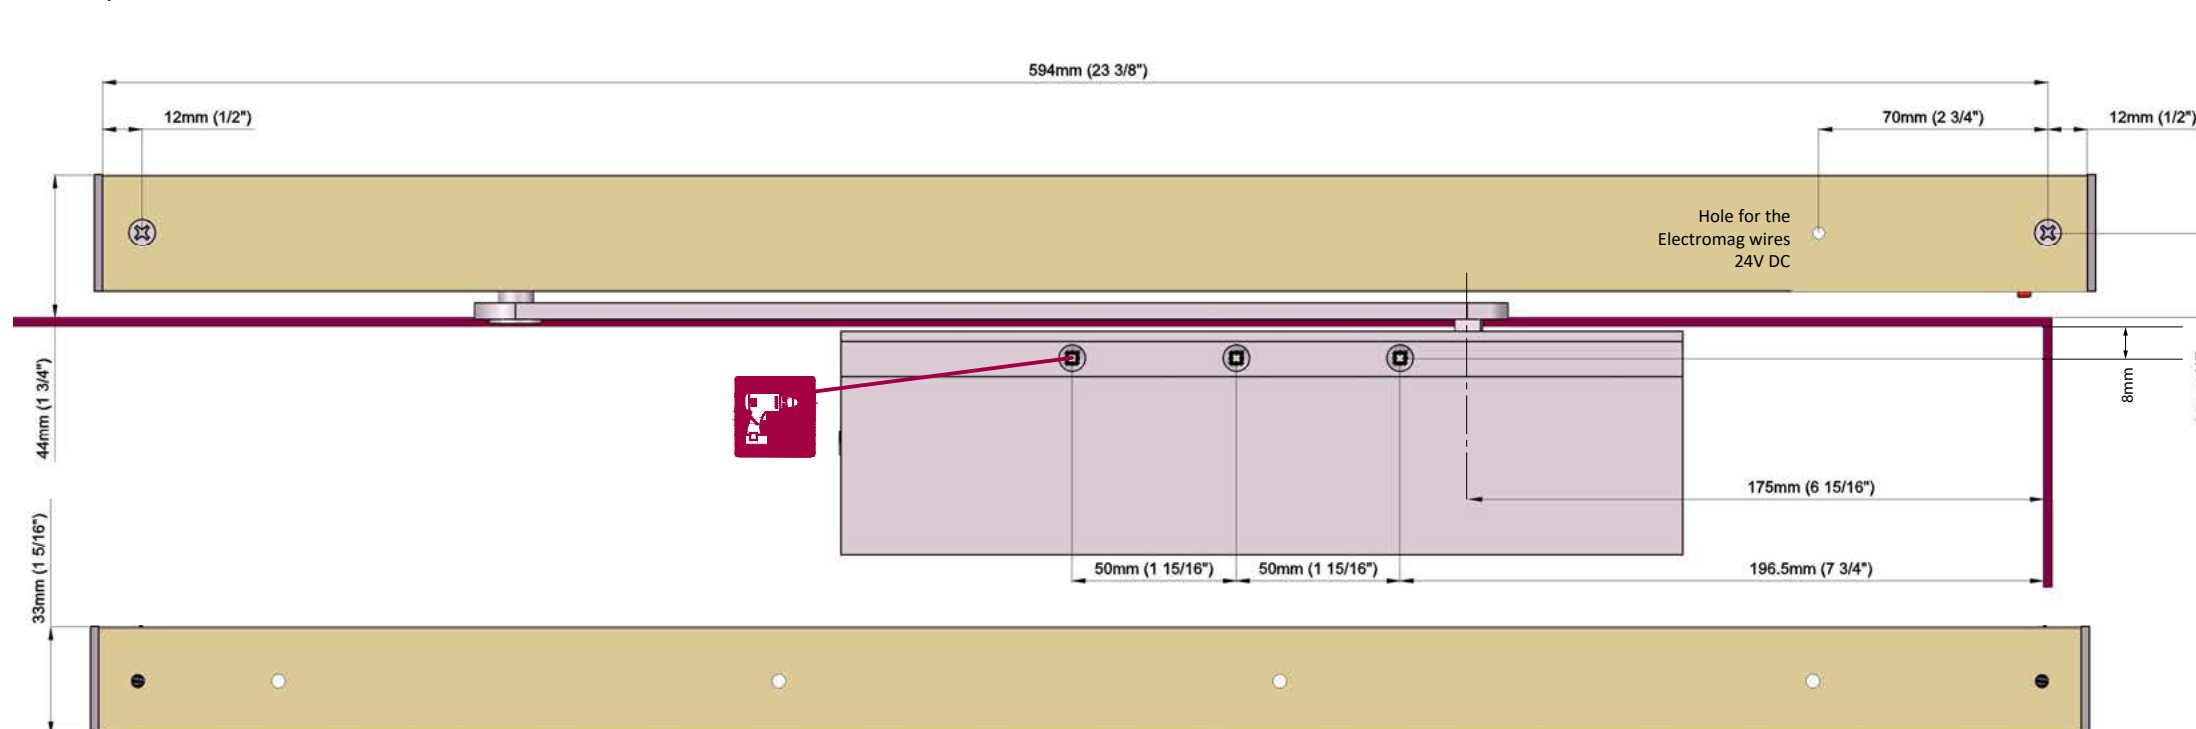 594mm (23 3/8")
12mm (1/2")
70mm (2 3/4")
12mm (1/2")
Hole for the
Electromag wires
24V DC
44mm (1 3/4")
8mm
175mm (6 15/16")
33mm (1 5/16")
50mm (1 15/16")
50mm (1 15/16")
196.5mm (7 3/4")